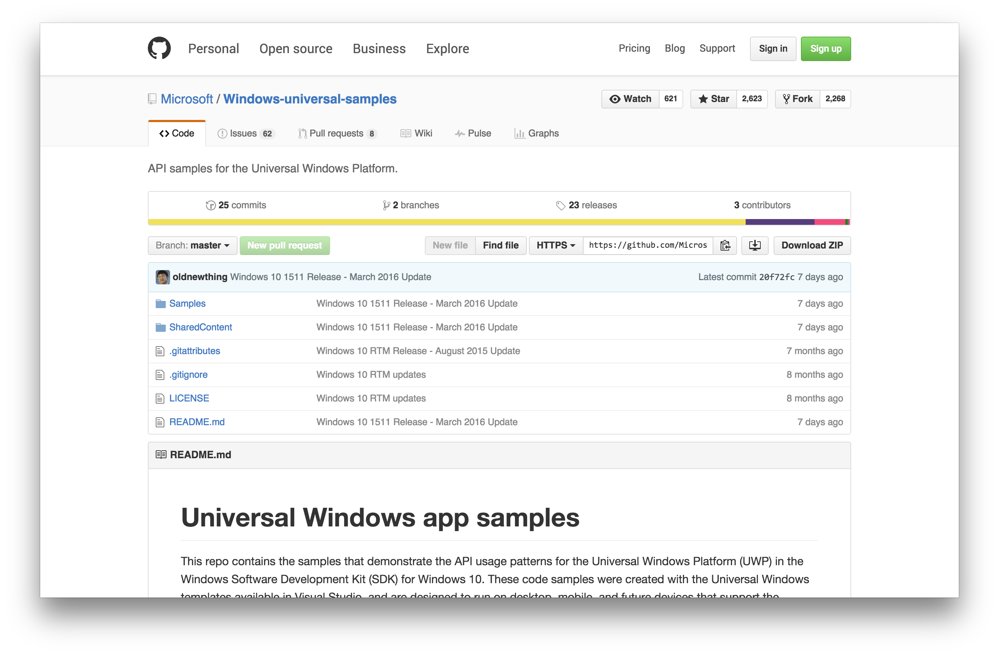 Personal Open source Business Explore Pricing Blog Support Sign in Sign up
Microsoft / Windows-universal-samples Watch 621 Star 2,623 Fork 2,268
Code Issues 62 Pull requests 8 Wiki Pulse Graphs
API samples for the Universal Windows Platform.
25 commits 2 branches 23 releases 3 contributors
Branch: master New pull request New file Find file HTTPS https://github.com/Micros Download ZIP
oldnewthing Windows 10 1511 Release - March 2016 Update Latest commit 20f72fc 7 days ago
Samples Windows 10 1511 Release - March 2016 Update 7 days ago
SharedContent Windows 10 1511 Release - March 2016 Update 7 days ago
.gitattributes Windows 10 RTM Release - August 2015 Update 7 months ago
.gitignore Windows 10 RTM updates 8 months ago
LICENSE Windows 10 RTM updates 8 months ago
README.md Windows 10 1511 Release - March 2016 Update 7 days ago
README.md
Universal Windows app samples
This repo contains the samples that demonstrate the API usage patterns for the Universal Windows Platform (UWP) in the
Windows Software Development Kit (SDK) for Windows 10. These code samples were created with the Universal Windows
templates available in Visual Studio, and are designed to run on desktop, mobile, and future devices that support the